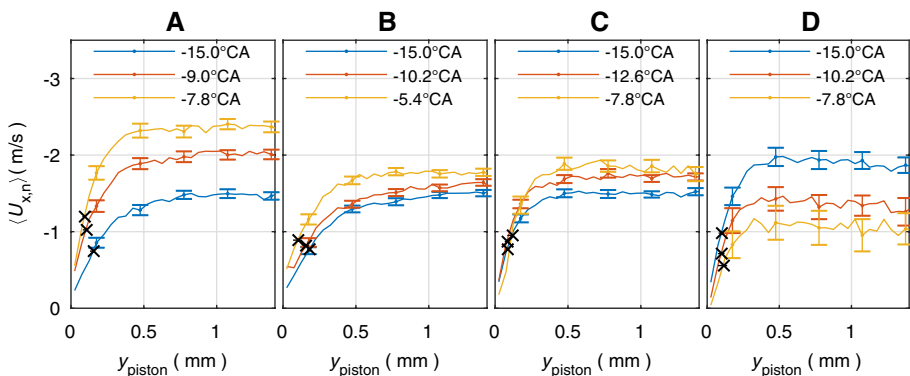 A B C D
-15.0°CA -15.0°CA -15.0°CA -15.0°CA
-9.0°CA -10.2°CA -12.6°CA -10.2°CA
-7.8°CA -5.4°CA -7.8°CA -7.8°CA
-3
-2
-1
0
⟨U_x,n⟩ ( m/s )
0 0.5 1 0 0.5 1 0 0.5 1 0 0.5 1
y_piston ( mm ) y_piston ( mm ) y_piston ( mm ) y_piston ( mm )